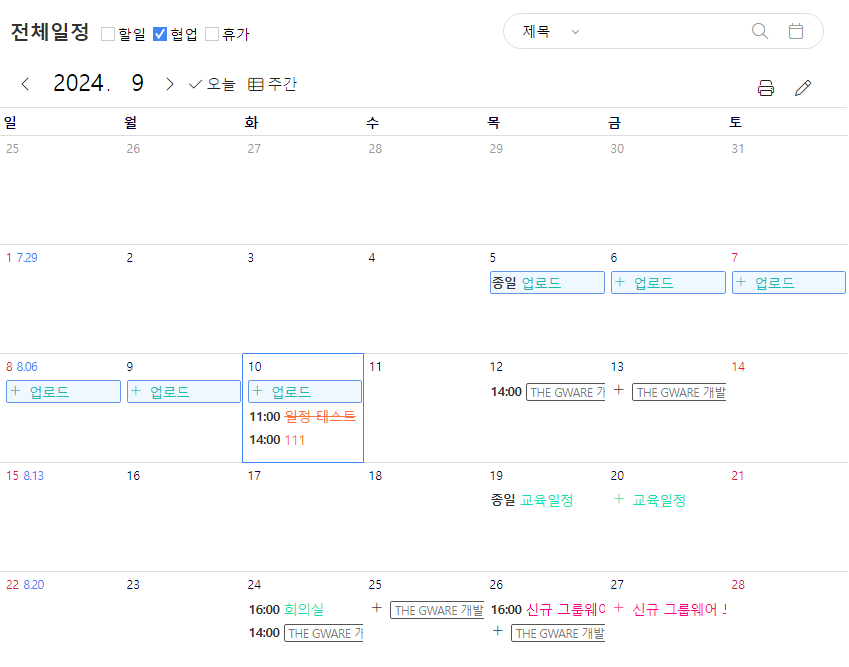 전체일정 할일 협업 휴가 제목
2024. 9 오늘 주간
일 월 화 수 목 금 토
25 26 27 28 29 30 31
1 7.29 2 3 4 5 6 7
종일 업로드 + 업로드 + 업로드
8 8.06 9 10 11 12 13 14
+ 업로드 + 업로드 + 업로드 14:00 THE GWARE 개발 + THE GWARE 개발
11:00 일정 테스트
14:00 111
15 8.13 16 17 18 19 20 21
종일 교육일정 + 교육일정
22 8.20 23 24 25 26 27 28
16:00 회의실 + THE GWARE 개발 16:00 신규 그룹웨어 + 신규 그룹웨어
14:00 THE GWARE 개 + THE GWARE 개발